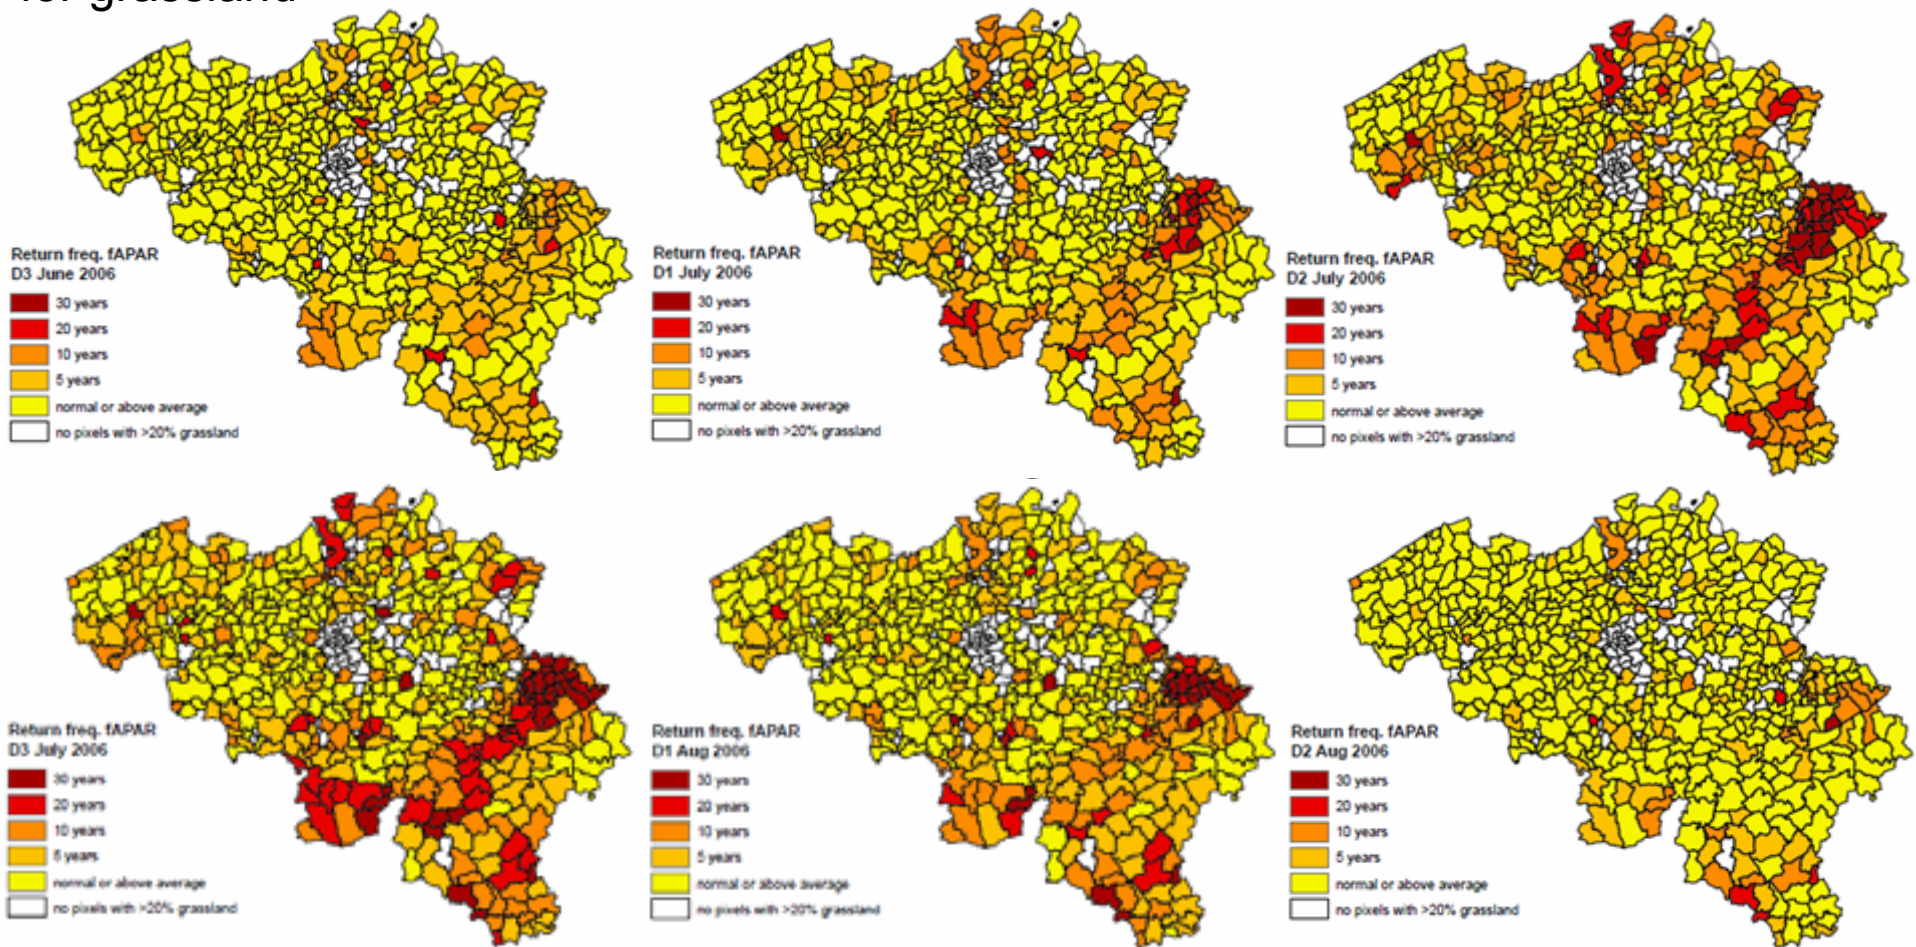 for grassland
Return freq. fAPAR
D3 June 2006
30 years
20 years
10 years
5 years
normal or above average
no pixels with >20% grassland
Return freq. fAPAR
D1 July 2006
30 years
20 years
10 years
5 years
normal or above average
no pixels with >20% grassland
Return freq. fAPAR
D2 July 2006
30 years
20 years
10 years
5 years
normal or above average
no pixels with >20% grassland
Return freq. fAPAR
D3 July 2006
30 years
20 years
10 years
5 years
normal or above average
no pixels with >20% grassland
Return freq. fAPAR
D1 Aug 2006
30 years
20 years
10 years
5 years
normal or above average
no pixels with >20% grassland
Return freq. fAPAR
D2 Aug 2006
30 years
20 years
10 years
5 years
normal or above average
no pixels with >20% grassland